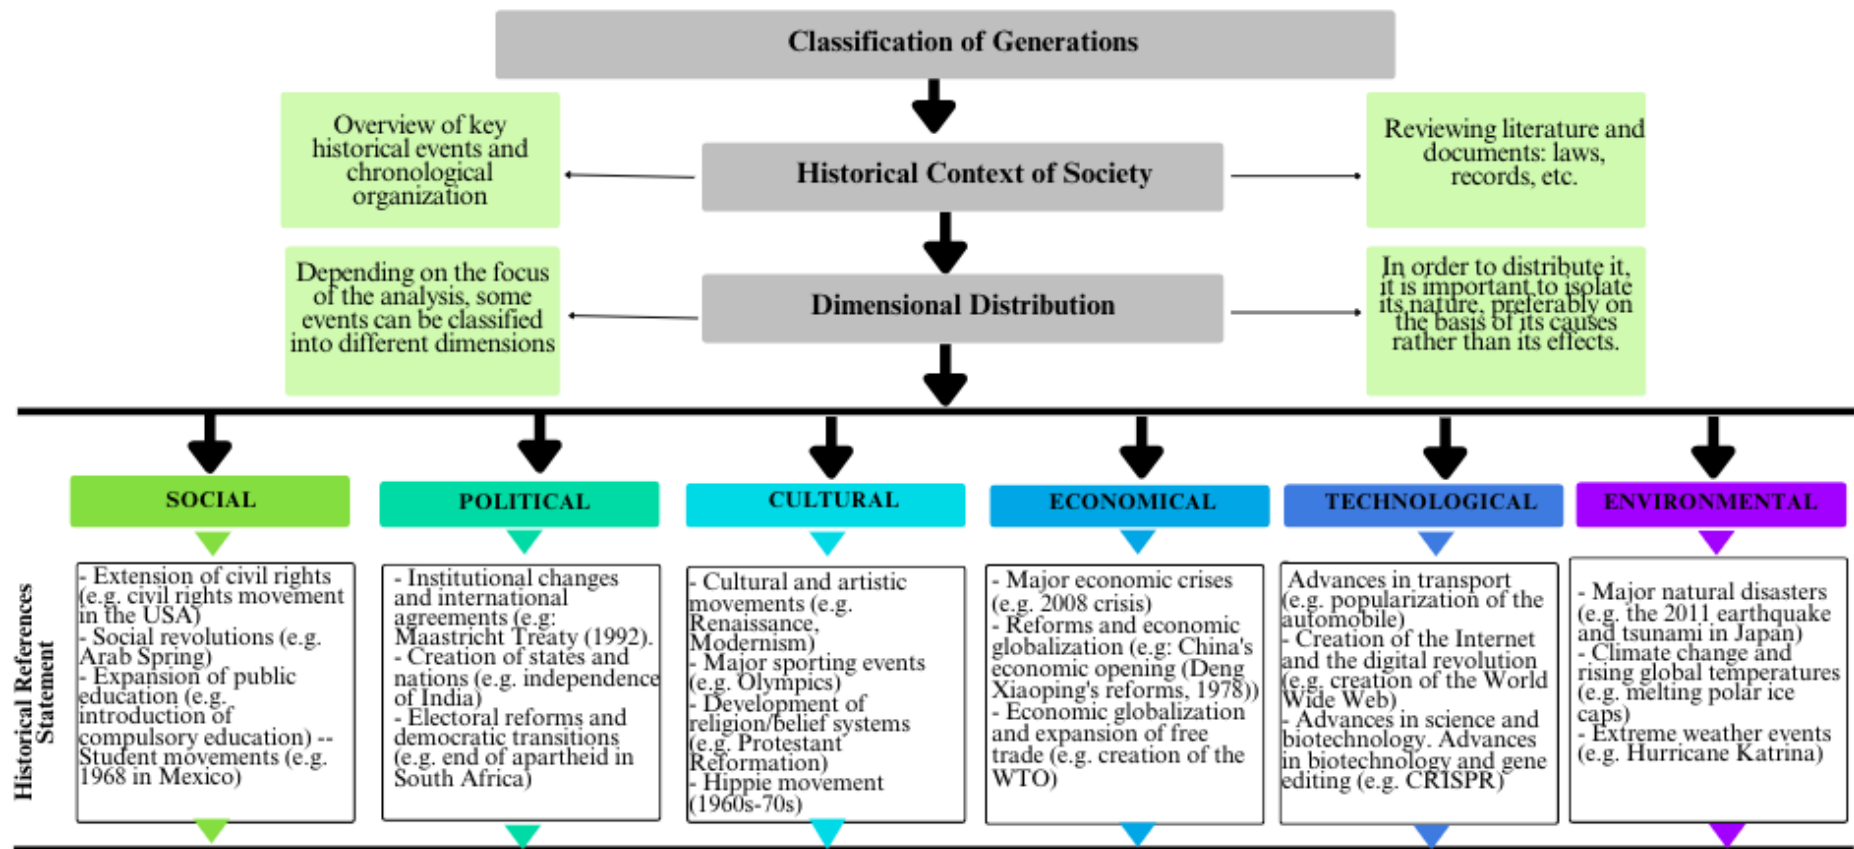 Classification of Generations
Overview of key
historical events and
chronological
organization
Historical Context of Society
Reviewing literature and
documents: laws,
records, etc.
Depending on the focus
of the analysis, some
events can be classified
into different dimensions
Dimensional Distribution
In order to distribute it,
it is important to isolate
its nature, preferably on
the basis of its causes
rather than its effects.
Historical References
Statement
SOCIAL
- Extension of civil rights
(e.g. civil rights movement
in the USA)
- Social revolutions (e.g.
Arab Spring)
- Expansion of public
education (e.g.
introduction of
compulsory education) --
Student movements (e.g.
1968 in Mexico)
POLITICAL
- Institutional changes
and international
agreements (e.g:
Maastricht Treaty (1992).
- Creation of states and
nations (e.g. independence
of India)
- Electoral reforms and
democratic transitions
(e.g. end of apartheid in
South Africa)
CULTURAL
- Cultural and artistic
movements (e.g.
Renaissance,
Modernism)
- Major sporting events
(e.g. Olympics)
- Development of
religion/belief systems
(e.g. Protestant
Reformation)
- Hippie movement
(1960s-70s)
ECONOMICAL
- Major economic crises
(e.g. 2008 crisis)
- Reforms and economic
globalization (e.g: China's
economic opening (Deng
Xiaoping's reforms, 1978))
- Economic globalization
and expansion of free
trade (e.g. creation of the
WTO)
TECHNOLOGICAL
Advances in transport
(e.g. popularization of the
automobile)
- Creation of the Internet
and the digital revolution
(e.g. creation of the World
Wide Web)
- Advances in science and
biotechnology. Advances
in biotechnology and gene
editing (e.g. CRISPR)
ENVIRONMENTAL
- Major natural disasters
(e.g. the 2011 earthquake
and tsunami in Japan)
- Climate change and
rising global temperatures
(e.g. melting polar ice
caps)
- Extreme weather events
(e.g. Hurricane Katrina)